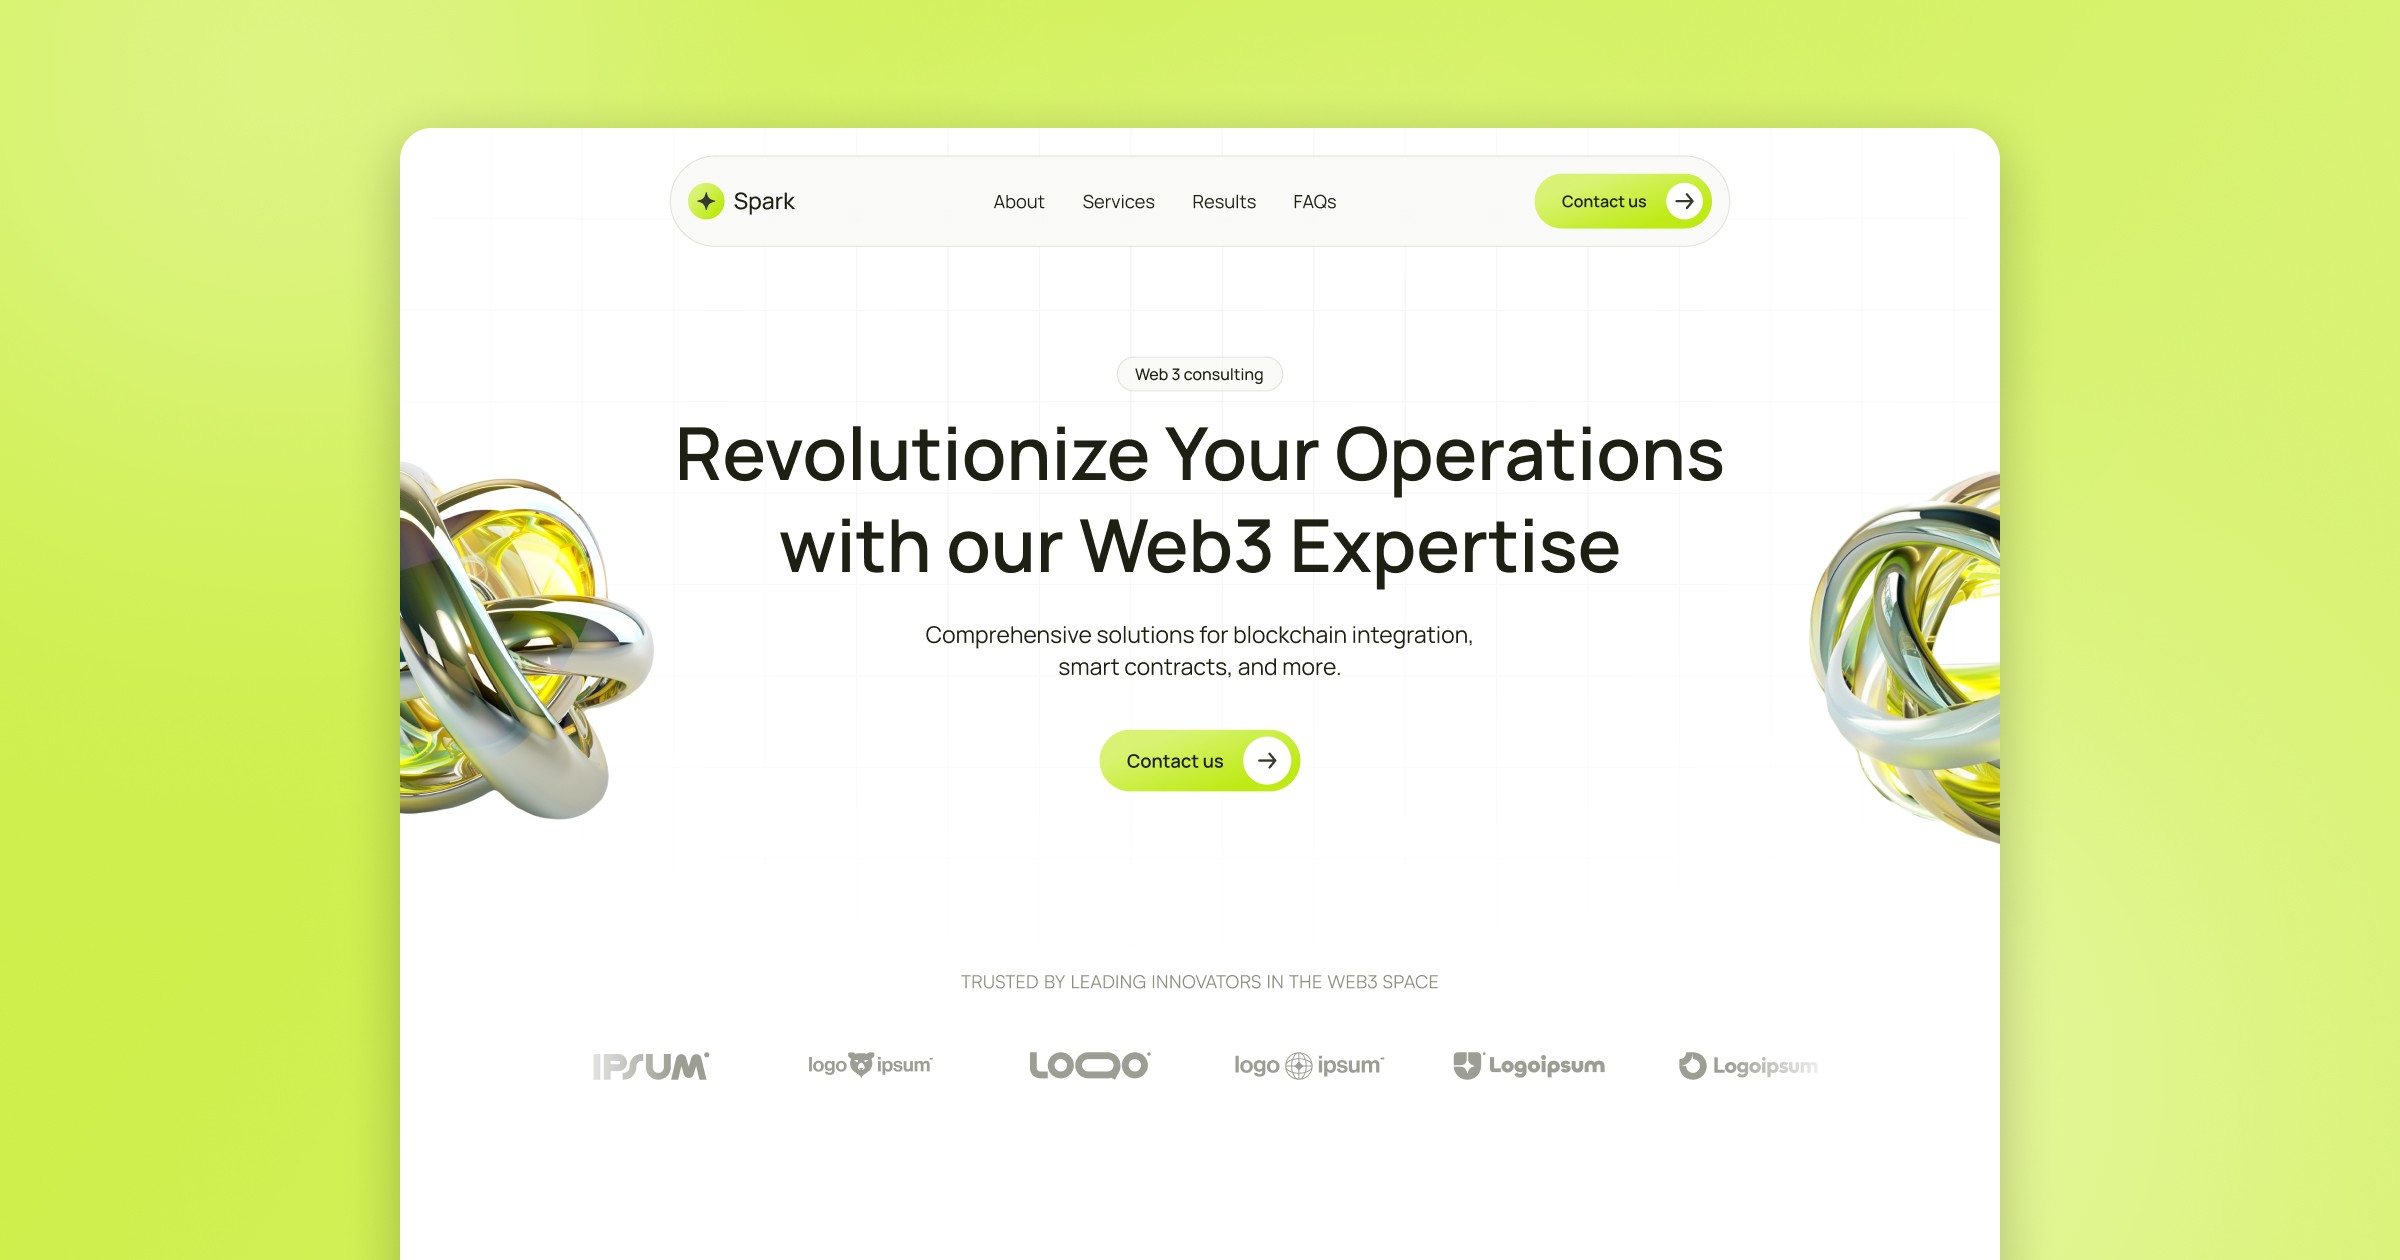 Spark
About
Services
Results
FAQs
Contact us
Web 3 consulting
Revolutionize Your Operations
with our Web3 Expertise
Comprehensive solutions for blockchain integration,
smart contracts, and more.
Contact us
TRUSTED BY LEADING INNOVATORS IN THE WEB3 SPACE
IPSUM
logo ipsum
LOQO
logo ipsum
Logoipsum
Logoipsum